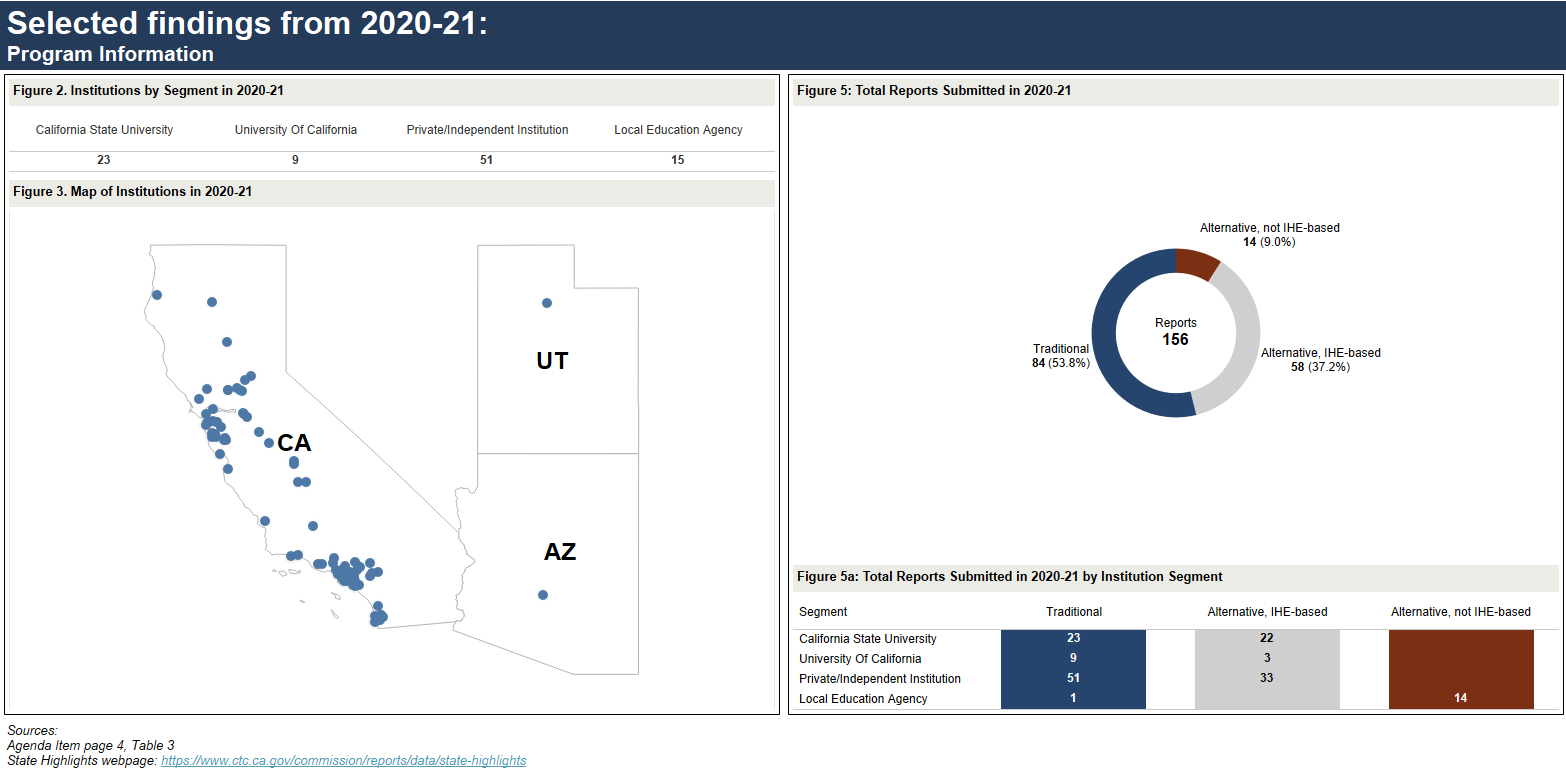 Selected findings from 2020-21:
Program Information
Figure 2. Institutions by Segment in 2020-21
California State University University Of California Private/Independent Institution Local Education Agency
23 9 51 15
Figure 3. Map of Institutions in 2020-21
UT
CA
AZ
Figure 5: Total Reports Submitted in 2020-21
Alternative, not IHE-based
14 (9.0%)
Reports
156
Traditional
84 (53.8%)
Alternative, IHE-based
58 (37.2%)
Figure 5a: Total Reports Submitted in 2020-21 by Institution Segment
Segment Traditional Alternative, IHE-based Alternative, not IHE-based
California State University 23 22
University Of California 9 3
Private/Independent Institution 51 33
Local Education Agency 1 14
Sources:
Agenda Item page 4, Table 3
State Highlights webpage: https://www.ctc.ca.gov/commission/reports/data/state-highlights